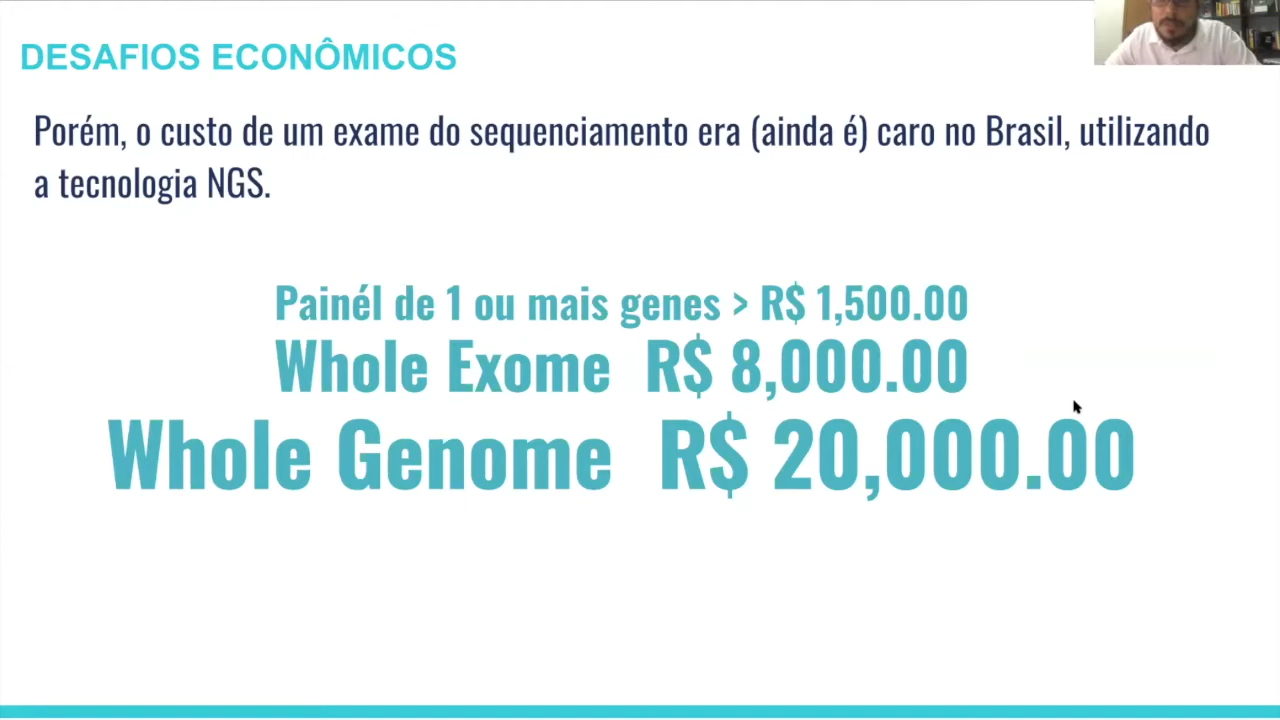 DESAFIOS ECONÔMICOS
Porém, o custo de um exame do sequenciamento era (ainda é) caro no Brasil, utilizando
a tecnologia NGS.
Painél de 1 ou mais genes > R$ 1,500.00
Whole Exome R$ 8,000.00
Whole Genome R$ 20,000.00